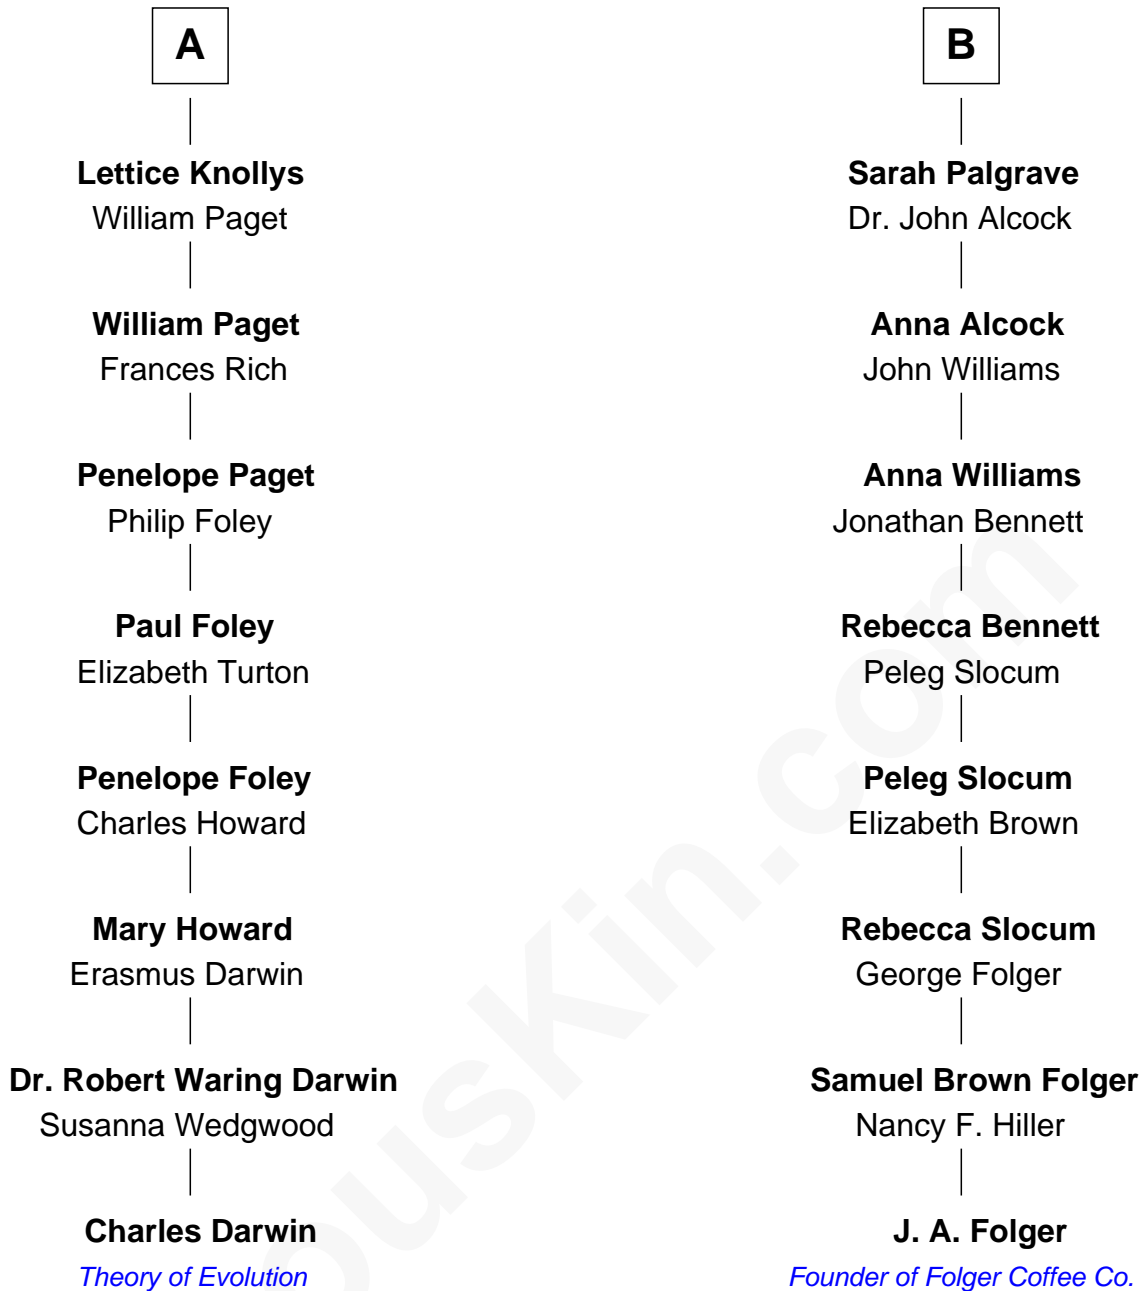 A
Lettice Knollys
William Paget
William Paget
Frances Rich
Penelope Paget
Philip Foley
Paul Foley
Elizabeth Turton
Penelope Foley
Charles Howard
Mary Howard
Erasmus Darwin
Dr. Robert Waring Darwin
Susanna Wedgwood
Charles Darwin
Theory of Evolution
B
Sarah Palgrave
Dr. John Alcock
Anna Alcock
John Williams
Anna Williams
Jonathan Bennett
Rebecca Bennett
Peleg Slocum
Peleg Slocum
Elizabeth Brown
Rebecca Slocum
George Folger
Samuel Brown Folger
Nancy F. Hiller
J. A. Folger
Founder of Folger Coffee Co.
ousKin.com